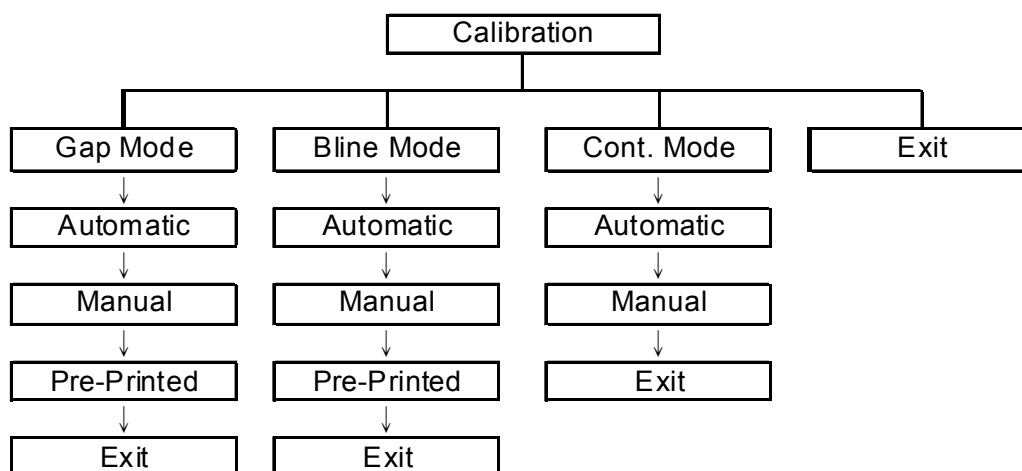 Calibration
Gap Mode
Bline Mode
Cont. Mode
Exit
Automatic
Automatic
Automatic
Manual
Manual
Manual
Pre-Printed
Pre-Printed
Exit
Exit
Exit